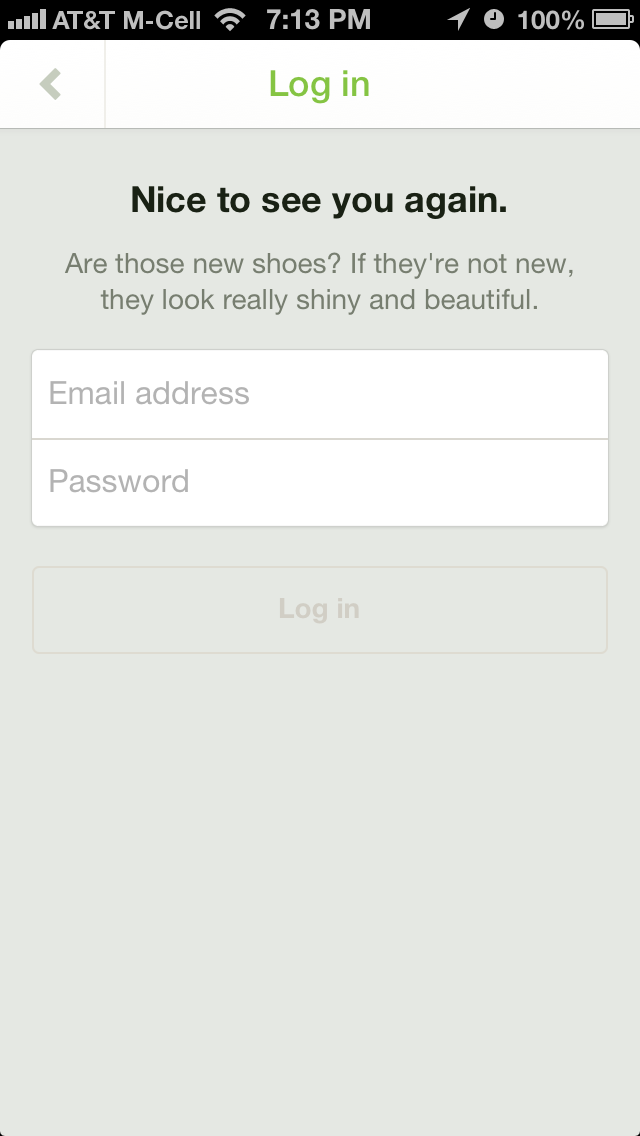 AT&T M-Cell 7:13 PM 100%
Log in
Nice to see you again.
Are those new shoes? If they're not new,
they look really shiny and beautiful.
Email address
Password
Log in